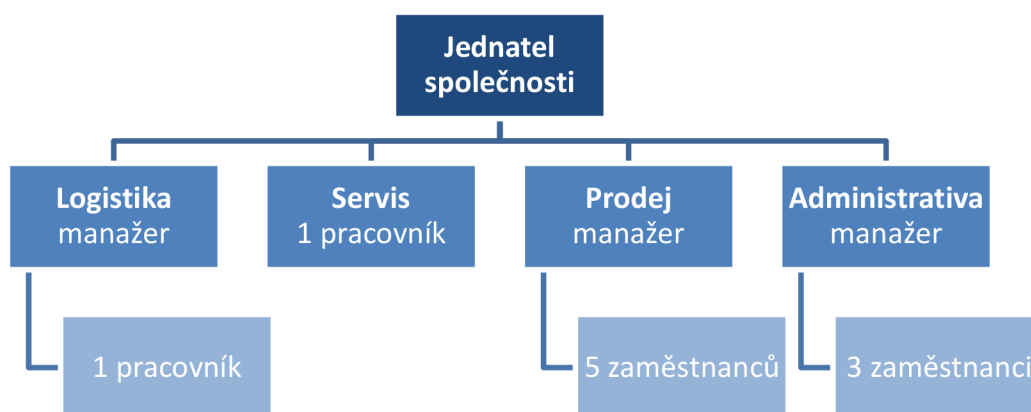 Jednatel
společnosti
Logistika
manažer
Servis
1 pracovník
Prodej
manažer
Administrativa
manažer
1 pracovník
5 zaměstnanců
3 zaměstnanci